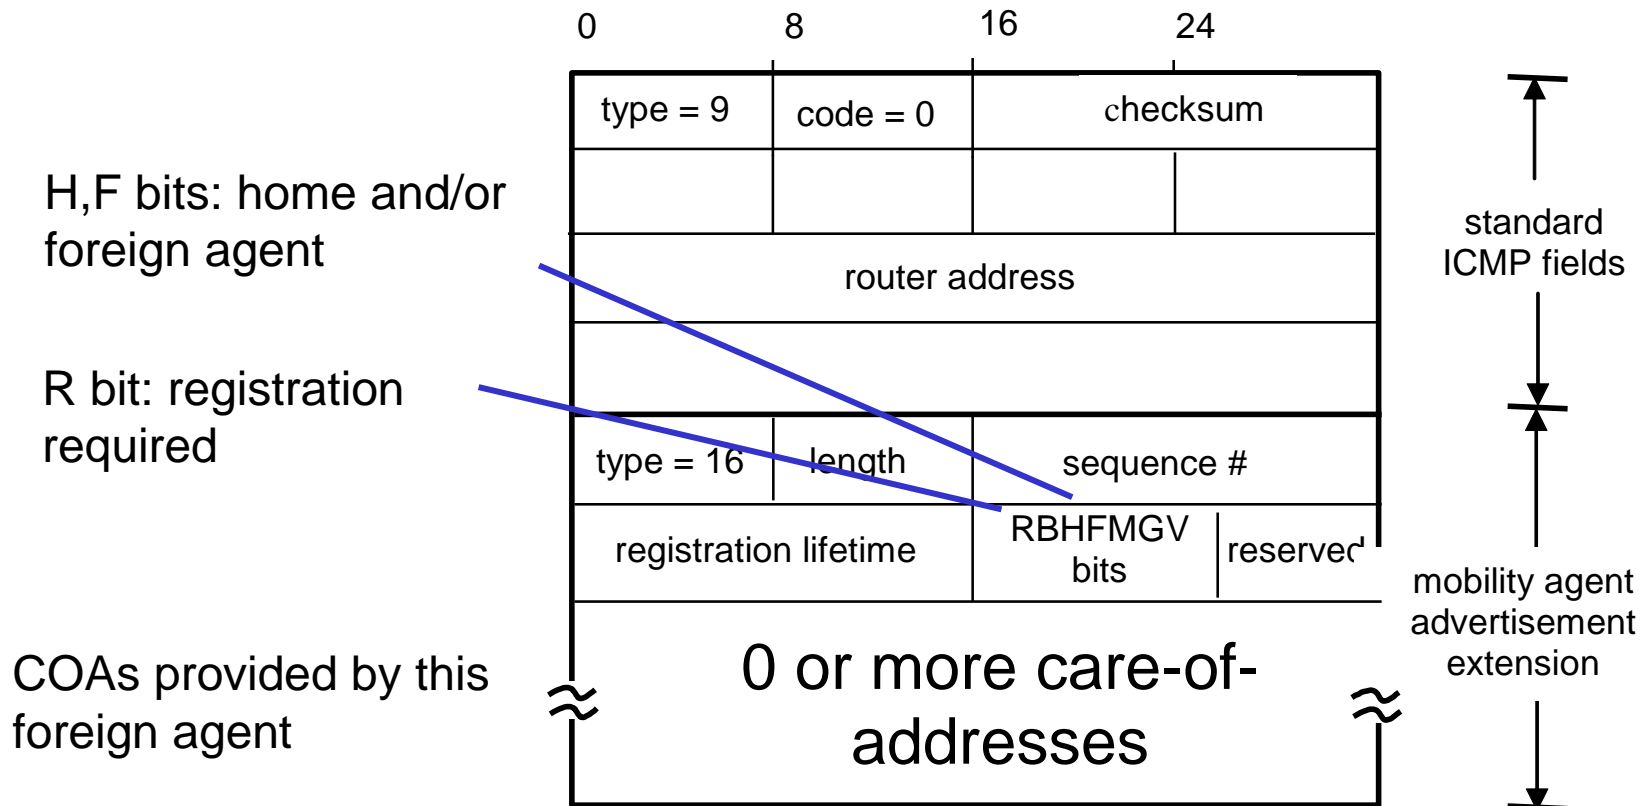 0 8 16 24
type = 9 code = 0 checksum
H,F bits: home and/or
foreign agent
standard
ICMP fields
router address
R bit: registration
required
type = 16 length sequence #
registration lifetime
RBHFMGV
bits
reserved
mobility agent
advertisement
extension
COAs provided by this
foreign agent
0 or more care-of-
addresses